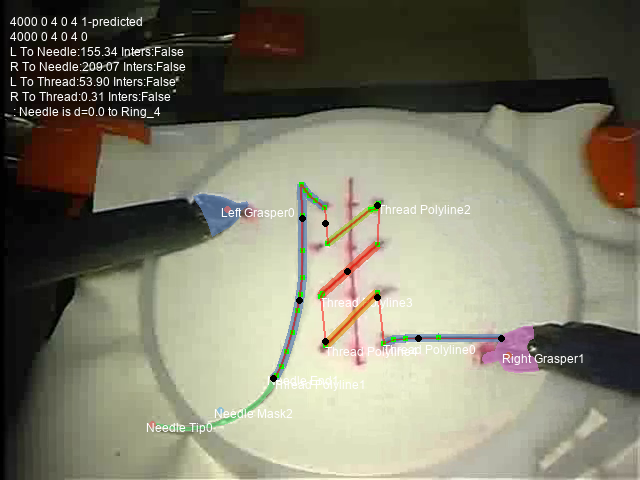 4000 0 4 0 4 1-predicted
4000 0 4 0 4 0
L To Needle:155.34 Inters:False
R To Needle:209.07 Inters:False
L To Thread:53.90 Inters:False
R To Thread:0.31 Inters:False
: Needle is d=0.0 to Ring_4
Left Grasper0
Thread Polyline2
Thread Polyline3
Thread Polyline4
Polyline0
Right Grasper1
Thread Polyline1
Needle Mask2
Needle Tip0